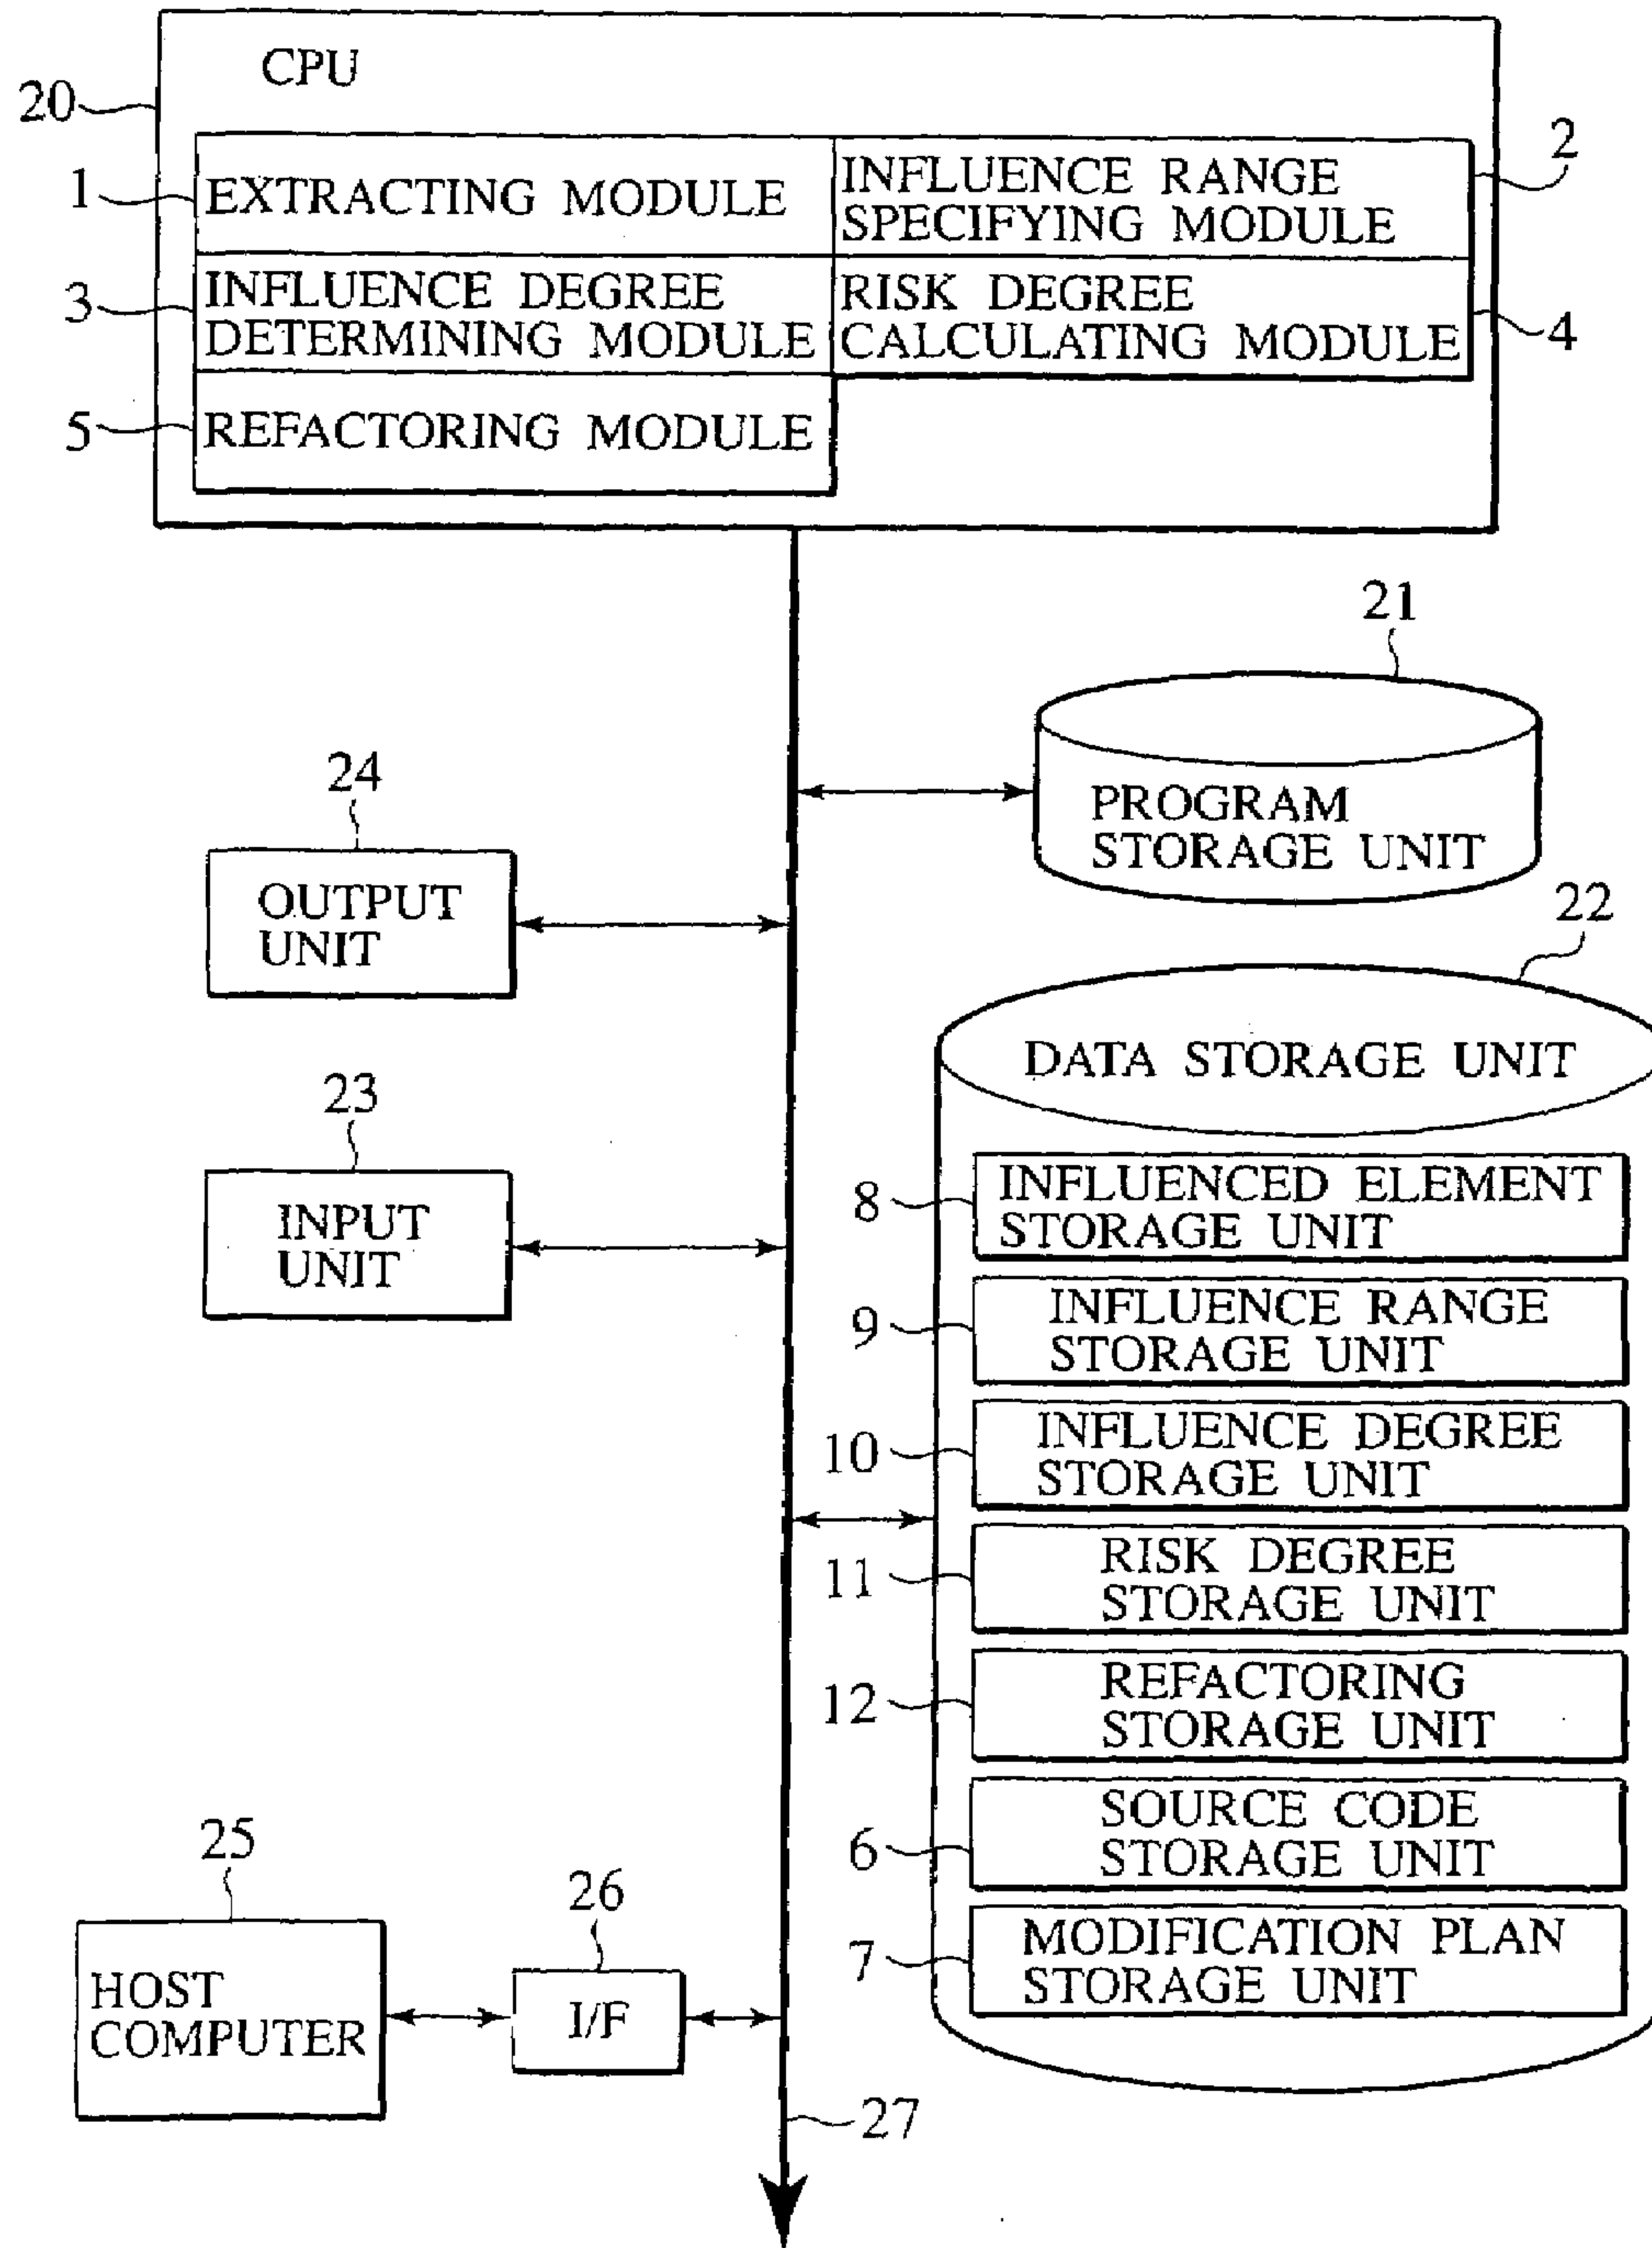 CPU
20
1
EXTRACTING MODULE
INFLUENCE RANGE
SPECIFYING MODULE
2
3
INFLUENCE DEGREE
DETERMINING MODULE
RISK DEGREE
CALCULATING MODULE
4
5
REFACTORING MODULE
21
PROGRAM
STORAGE UNIT
24
OUTPUT
UNIT
22
DATA STORAGE UNIT
23
INPUT
UNIT
8
INFLUENCED ELEMENT
STORAGE UNIT
9
INFLUENCE RANGE
STORAGE UNIT
10
INFLUENCE DEGREE
STORAGE UNIT
11
RISK DEGREE
STORAGE UNIT
12
REFACTORING
STORAGE UNIT
6
SOURCE CODE
STORAGE UNIT
7
MODIFICATION PLAN
STORAGE UNIT
25
HOST
COMPUTER
26
I/F
27